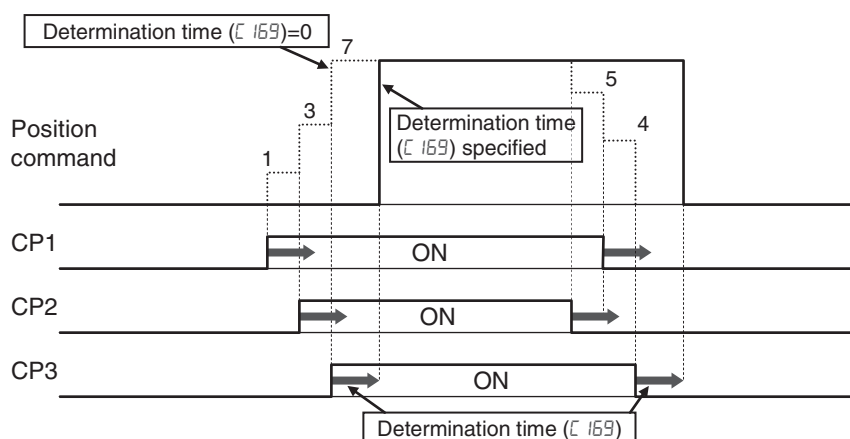 Determination time (C169)=0
7
5
3
Determination time
(C169) specified
4
Position
command
1
CP1
ON
CP2
ON
CP3
ON
Determination time (C169)